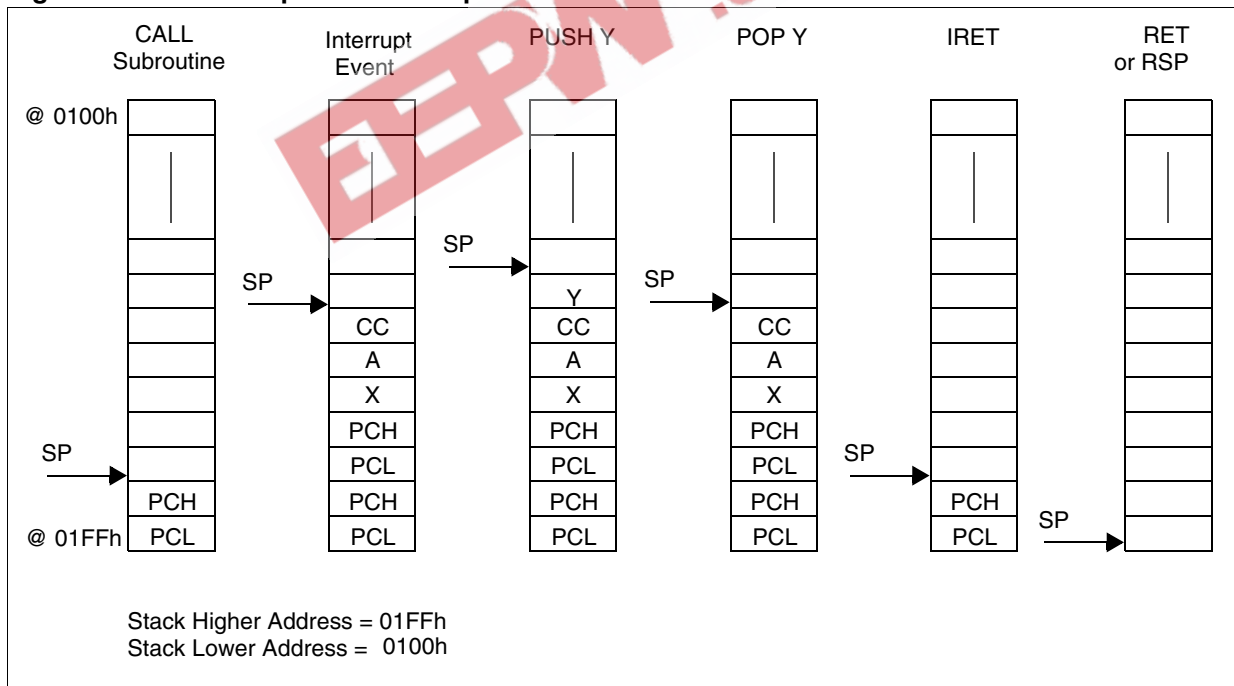 CALL
Subroutine
Interrupt
Event
PUSH Y
POP Y
IRET
RET
or RSP
@ 0100h
SP
SP
SP
SP
Y
CC
CC
CC
A
A
A
X
X
X
PCH
PCH
PCH
SP
PCL
PCL
PCL
SP
PCH
PCH
PCH
PCH
PCH
SP
@ 01FFh
PCL
PCL
PCL
PCL
PCL
Stack Higher Address = 01FFh
Stack Lower Address = 0100h
EEPW